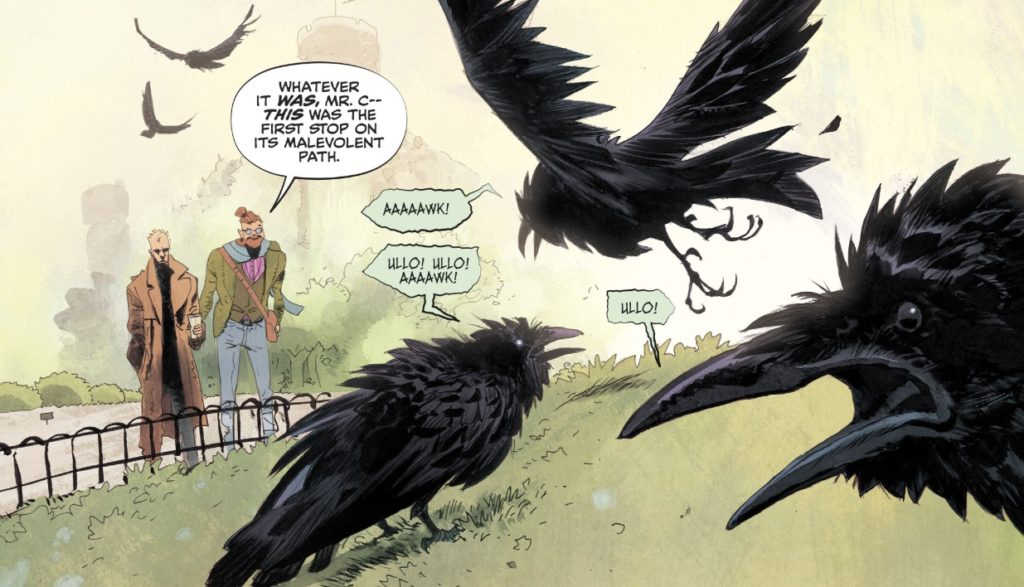 WHATEVER
IT WAS, MR. C--
THIS WAS THE
FIRST STOP ON
ITS MALEVOLENT
PATH.
AAAAAWK!
ULLO! ULLO!
AAAAWK!
ULLO!